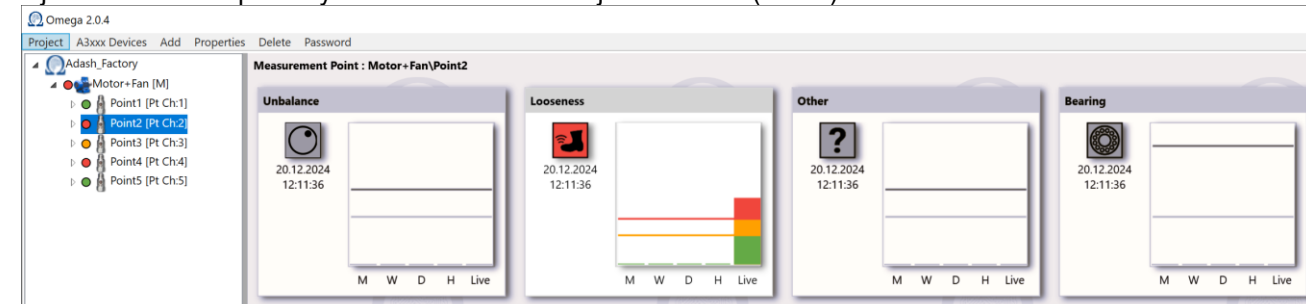 Omega 2.0.4
Project A3xxx Devices Add Properties Delete Password
Adash_Factory
Motor+Fan [M]
Point1 [Pt Ch:1]
Point2 [Pt Ch:2]
Point3 [Pt Ch:3]
Point4 [Pt Ch:4]
Point5 [Pt Ch:5]
Measurement Point : Motor+Fan\Point2
Unbalance
20.12.2024
12:11:36
M W D H Live
Looseness
20.12.2024
12:11:36
M W D H Live
Other
?
20.12.2024
12:11:36
M W D H Live
Bearing
20.12.2024
12:11:36
M W D H Live